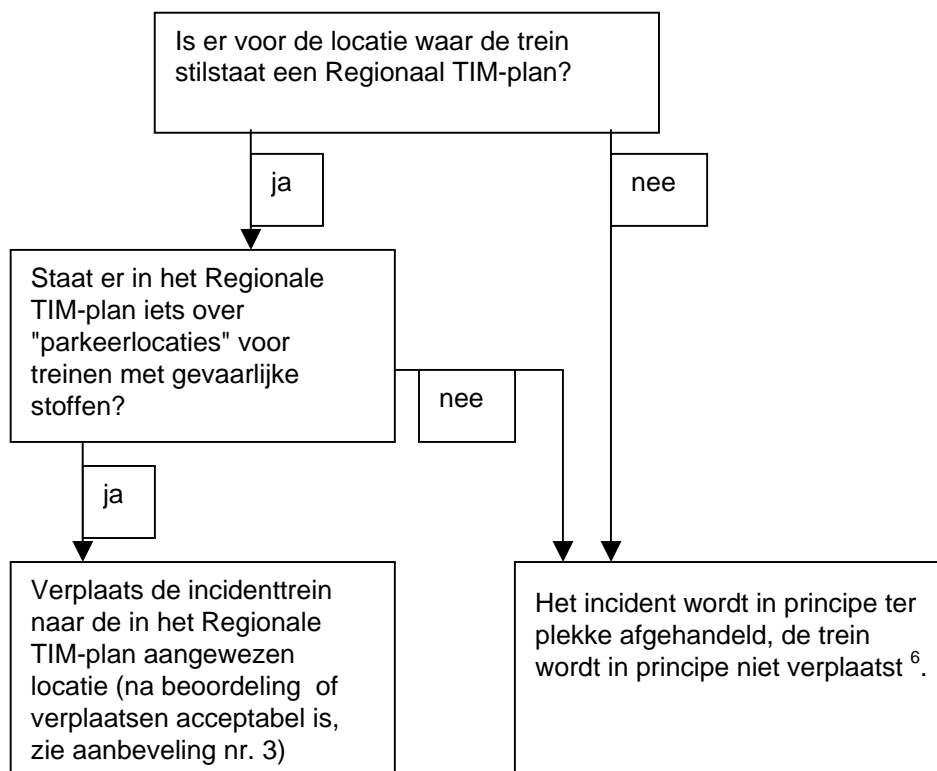 Is er voor de locatie waar de trein
stilstaat een Regionaal TIM-plan?
ja
nee
Staat er in het Regionale
TIM-plan iets over
"parkeerlocaties" voor
treinen met gevaarlijke
stoffen?
nee
ja
Verplaats de incidenttrein
naar de in het Regionale
TIM-plan aangewezen
locatie (na beoordeling of
verplaatsen acceptabel is,
zie aanbeveling nr. 3)
Het incident wordt in principe ter
plekke afgehandeld, de trein
wordt in principe niet verplaatst ⁶.